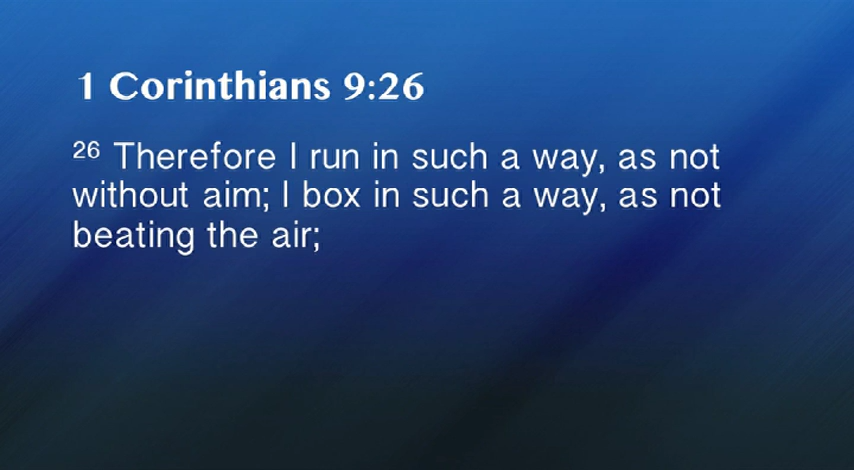 1 Corinthians 9:26
26 Therefore I run in such a way, as not
without aim; I box in such a way, as not
beating the air;